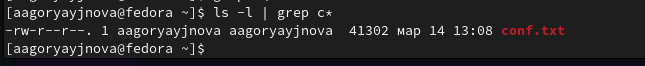 [aagoryayjnova@fedora ~]$ ls -l | grep c*
-rw-r--r--. 1 aagoryayjnova aagoryayjnova  41302 мар 14 13:08 conf.txt
[aagoryayjnova@fedora ~]$